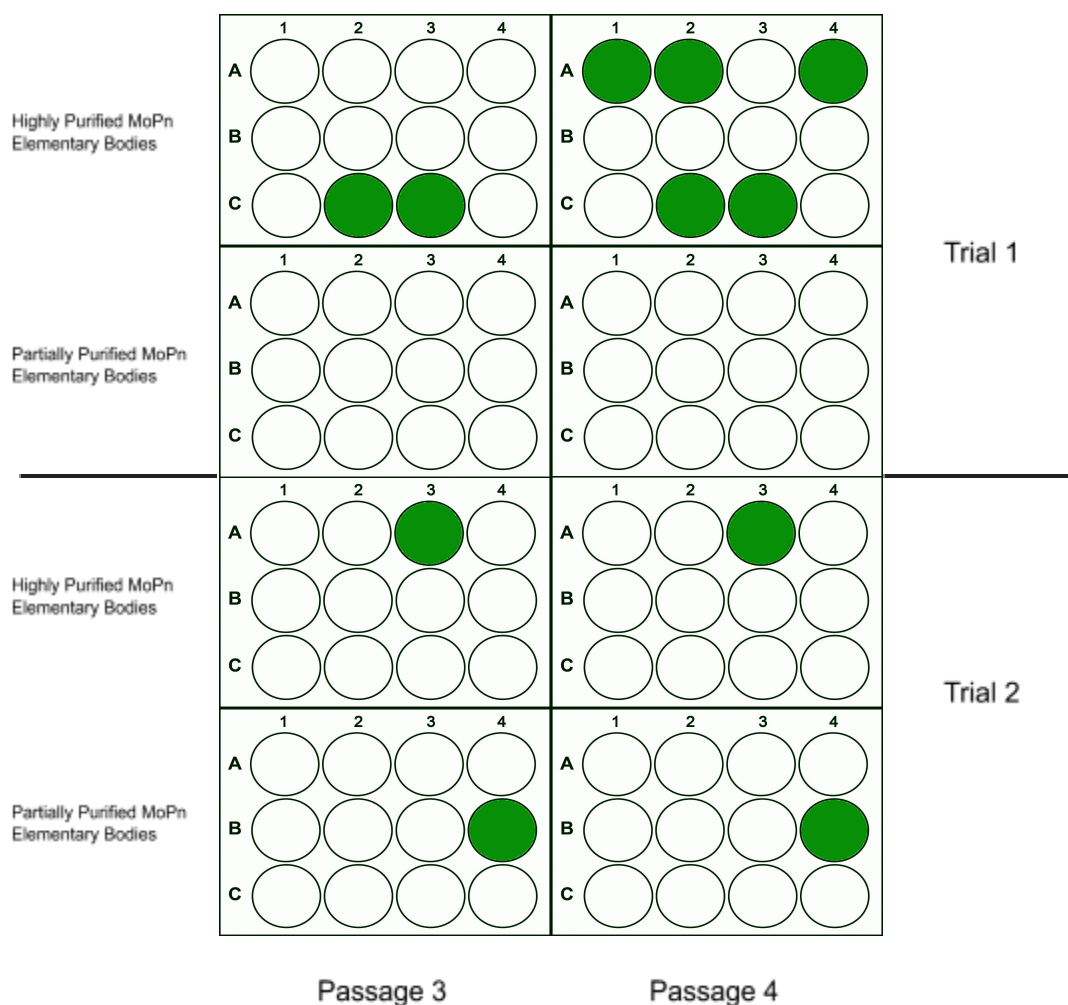 1 2 3 4 1 2 3 4
A A
Highly Purified MoPn
Elementary Bodies
B B
C C
Trial 1
1 2 3 4 1 2 3 4
A A
Partially Purified MoPn
Elementary Bodies
B B
C C
1 2 3 4 1 2 3 4
A A
Highly Purified MoPn
Elementary Bodies
B B
C C
Trial 2
1 2 3 4 1 2 3 4
A A
Partially Purified MoPn
Elementary Bodies
B B
C C
Passage 3 Passage 4